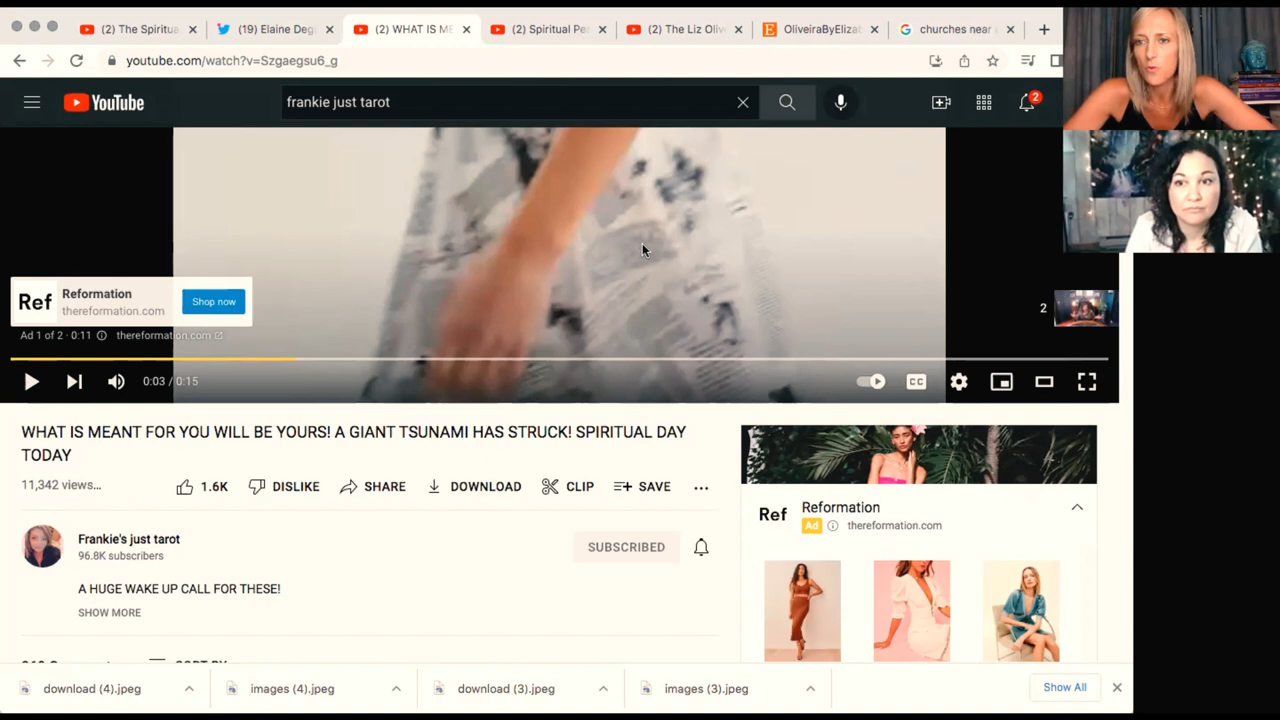 (2) The Spiritua
(19) Elaine Deg
(2) WHAT IS ME
(2) Spiritual Pe
(2) The Liz Oliv
OliveiraByElizab
churches near
youtube.com/watch?v=Szgaegsu6_g
YouTube
frankie just tarot
2
Ref
Reformation
thereformation.com
Shop now
Ad 1 of 2 · 0:11
thereformation.com
2
0:03 / 0:15
CC
WHAT IS MEANT FOR YOU WILL BE YOURS! A GIANT TSUNAMI HAS STRUCK! SPIRITUAL DAY
TODAY
11,342 views...
1.6K
DISLIKE
SHARE
DOWNLOAD
CLIP
SAVE
Ref
Reformation
Ad
thereformation.com
Frankie's just tarot
96.8K subscribers
SUBSCRIBED
A HUGE WAKE UP CALL FOR THESE!
SHOW MORE
download (4).jpeg
images (4).jpeg
download (3).jpeg
images (3).jpeg
Show All